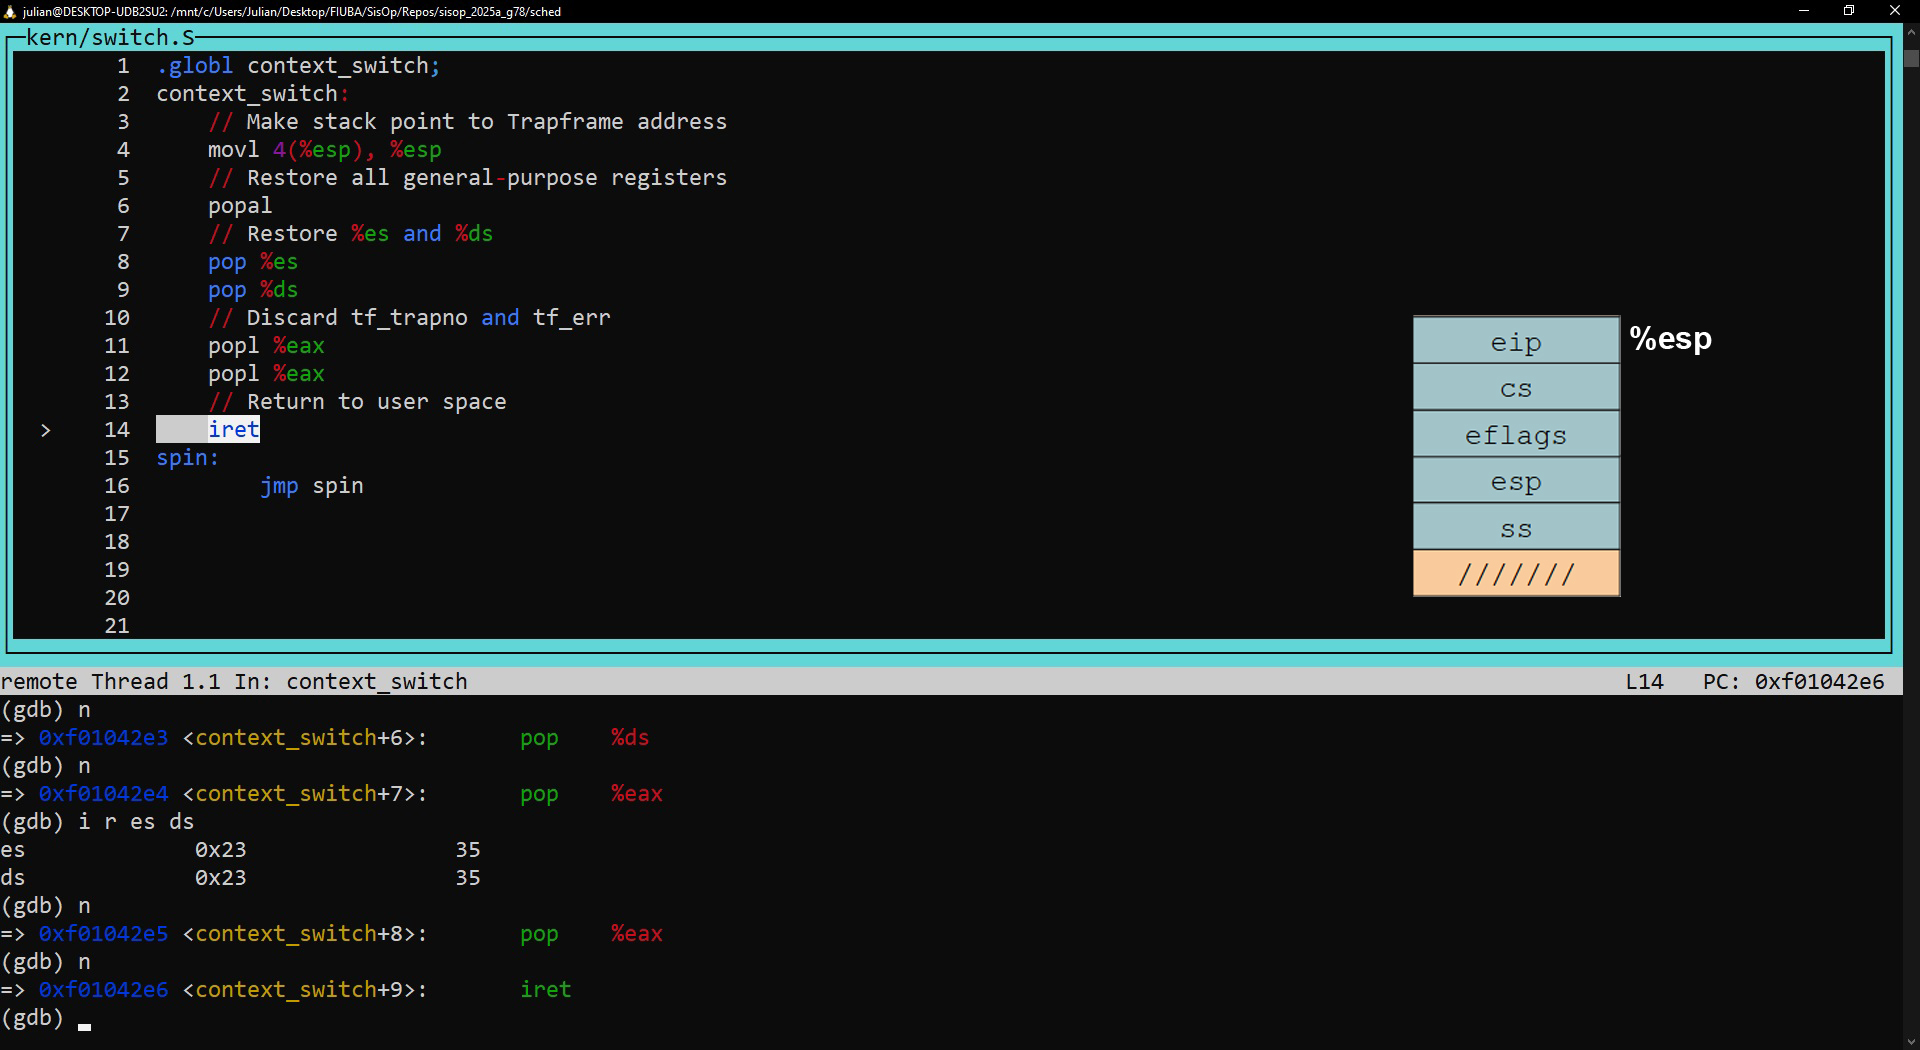 julian@DESKTOP-UDB2SU2: /mnt/c/Users/Julian/Desktop/FIUBA/SisOp/Repos/sisop_2025a_g78/sched
kern/switch.S
1 .globl context_switch;
2 context_switch:
3 // Make stack point to Trapframe address
4 movl 4(%esp), %esp
5 // Restore all general-purpose registers
6 popal
7 // Restore %es and %ds
8 pop %es
9 pop %ds
10 // Discard tf_trapno and tf_err
11 popl %eax
12 popl %eax
13 // Return to user space
> 14 iret
15 spin:
16 jmp spin
17
18
19
20
21
eip %esp
cs
eflags
esp
ss
///////
remote Thread 1.1 In: context_switch L14 PC: 0xf01042e6
(gdb) n
=> 0xf01042e3 <context_switch+6>: pop %ds
(gdb) n
=> 0xf01042e4 <context_switch+7>: pop %eax
(gdb) i r es ds
es 0x23 35
ds 0x23 35
(gdb) n
=> 0xf01042e5 <context_switch+8>: pop %eax
(gdb) n
=> 0xf01042e6 <context_switch+9>: iret
(gdb)